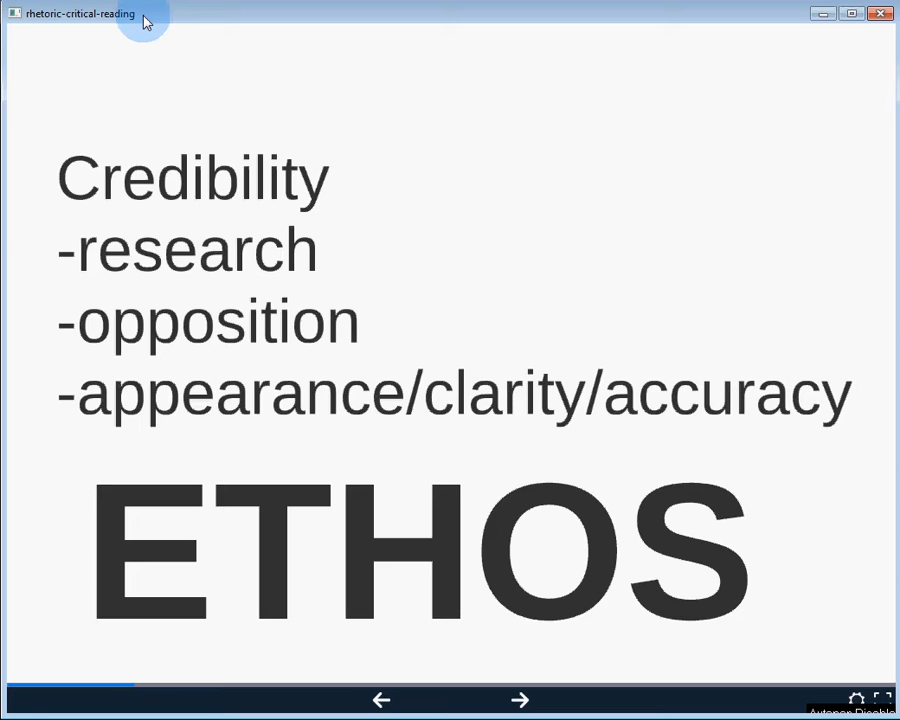 rhetoric-critical-reading
Credibility
-research
-opposition
-appearance/clarity/accuracy
ETHOS